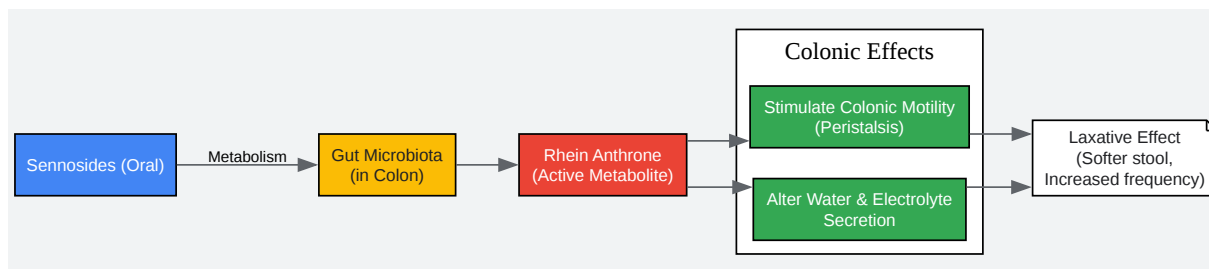 Sennosides (Oral)
Metabolism
Gut Microbiota
(in Colon)
Rhein Anthrone
(Active Metabolite)
Colonic Effects
Stimulate Colonic Motility
(Peristalsis)
Alter Water & Electrolyte
Secretion
Laxative Effect
(Softer stool,
Increased frequency)